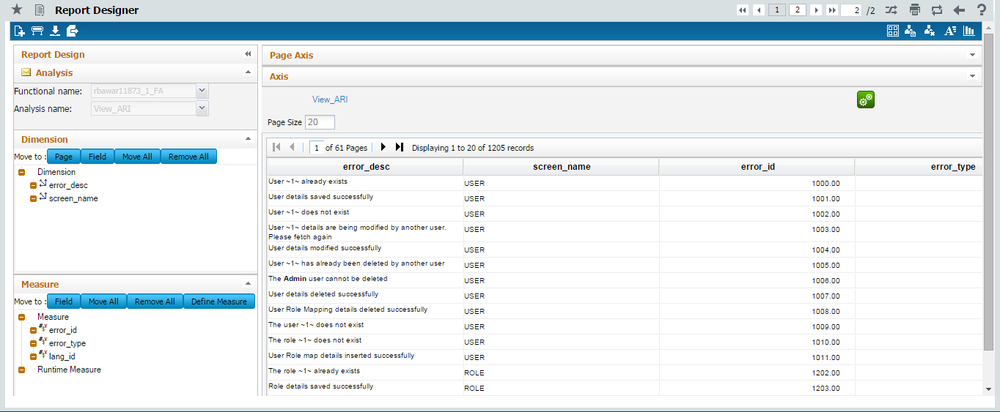 Report Designer
1 2 2 /2
Report Design
Analysis
Functional name: rbawar11873_1_FA
Analysis name: View_ARI
Dimension
Move to : Page Field Move All Remove All
Dimension
error_desc
screen_name
Measure
Move to : Field Move All Remove All Define Measure
Measure
error_id
error_type
lang_id
Runtime Measure
Page Axis
Axis
View_ARI
Page Size 20
1 of 61 Pages Displaying 1 to 20 of 1205 records
error_desc screen_name error_id error_type
User ~1~ already exists USER 1000.00
User details saved successfully USER 1001.00
User ~1~ does not exist USER 1002.00
User ~1~ details are being modified by another user. USER 1003.00
Please fetch again
User details modified successfully USER 1004.00
User ~1~ has already been deleted by another user USER 1005.00
The Admin user cannot be deleted USER 1006.00
User details deleted successfully USER 1007.00
User Role Mapping details deleted successfully USER 1008.00
The user ~1~ does not exist USER 1009.00
The role ~1~ does not exist USER 1010.00
User Role map details inserted successfully USER 1011.00
The role ~1~ already exists ROLE 1202.00
Role details saved successfully ROLE 1203.00